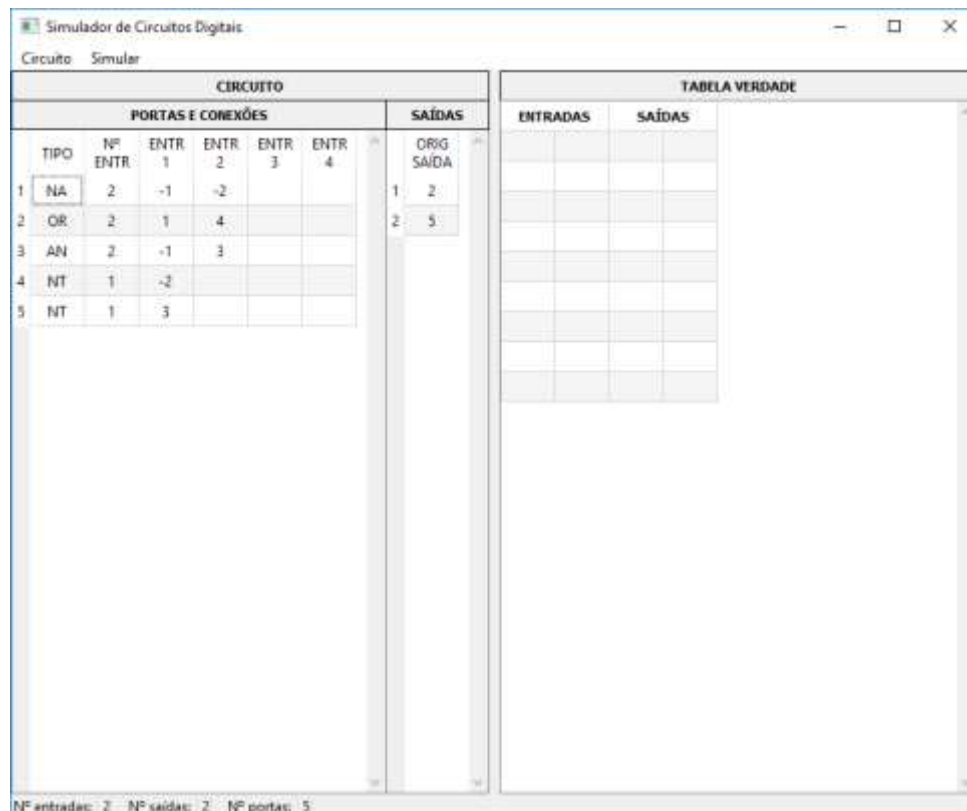 Simulador de Circuitos Digitais
Circuito Simular
CIRCUITO
PORTAS E CONEXÕES SAÍDAS
TIPO Nº ENTR ENTR 1 ENTR 2 ENTR 3 ENTR 4 ORIG SAÍDA
1 NA 2 -1 -2 1 2
2 OR 2 1 4 2 5
3 AN 2 -1 3
4 NT 1 -2
5 NT 1 3
TABELA VERDADE
ENTRADAS SAÍDAS
Nº entradas: 2 Nº saídas: 2 Nº portas: 5